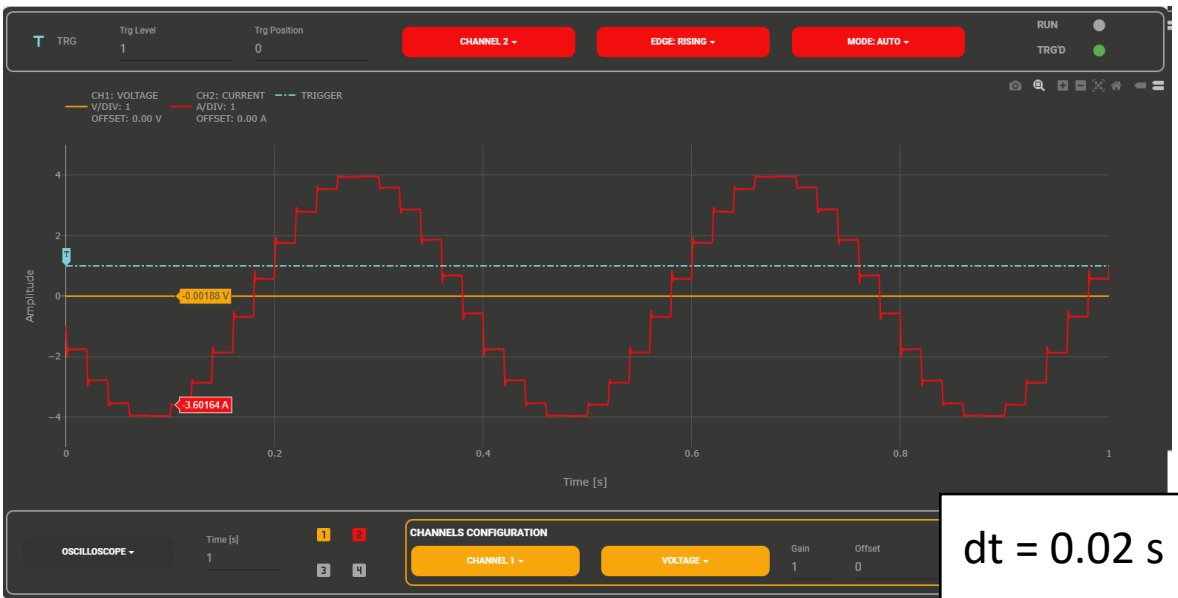 T TRG
Trg Level
1
Trg Position
0
CHANNEL 2
EDGE: RISING
MODE: AUTO
RUN
TRG'D
CH1: VOLTAGE
V/DIV: 1
OFFSET: 0.00 V
CH2: CURRENT
A/DIV: 1
OFFSET: 0.00 A
TRIGGER
Amplitude
4
2
0
−2
−4
T
-0.00188 V
-3.60164 A
0
0.2
0.4
0.6
0.8
1
Time [s]
OSCILLOSCOPE
Time [s]
1
1
2
3
4
CHANNELS CONFIGURATION
CHANNEL 1
VOLTAGE
Gain
1
Offset
0
dt = 0.02 s